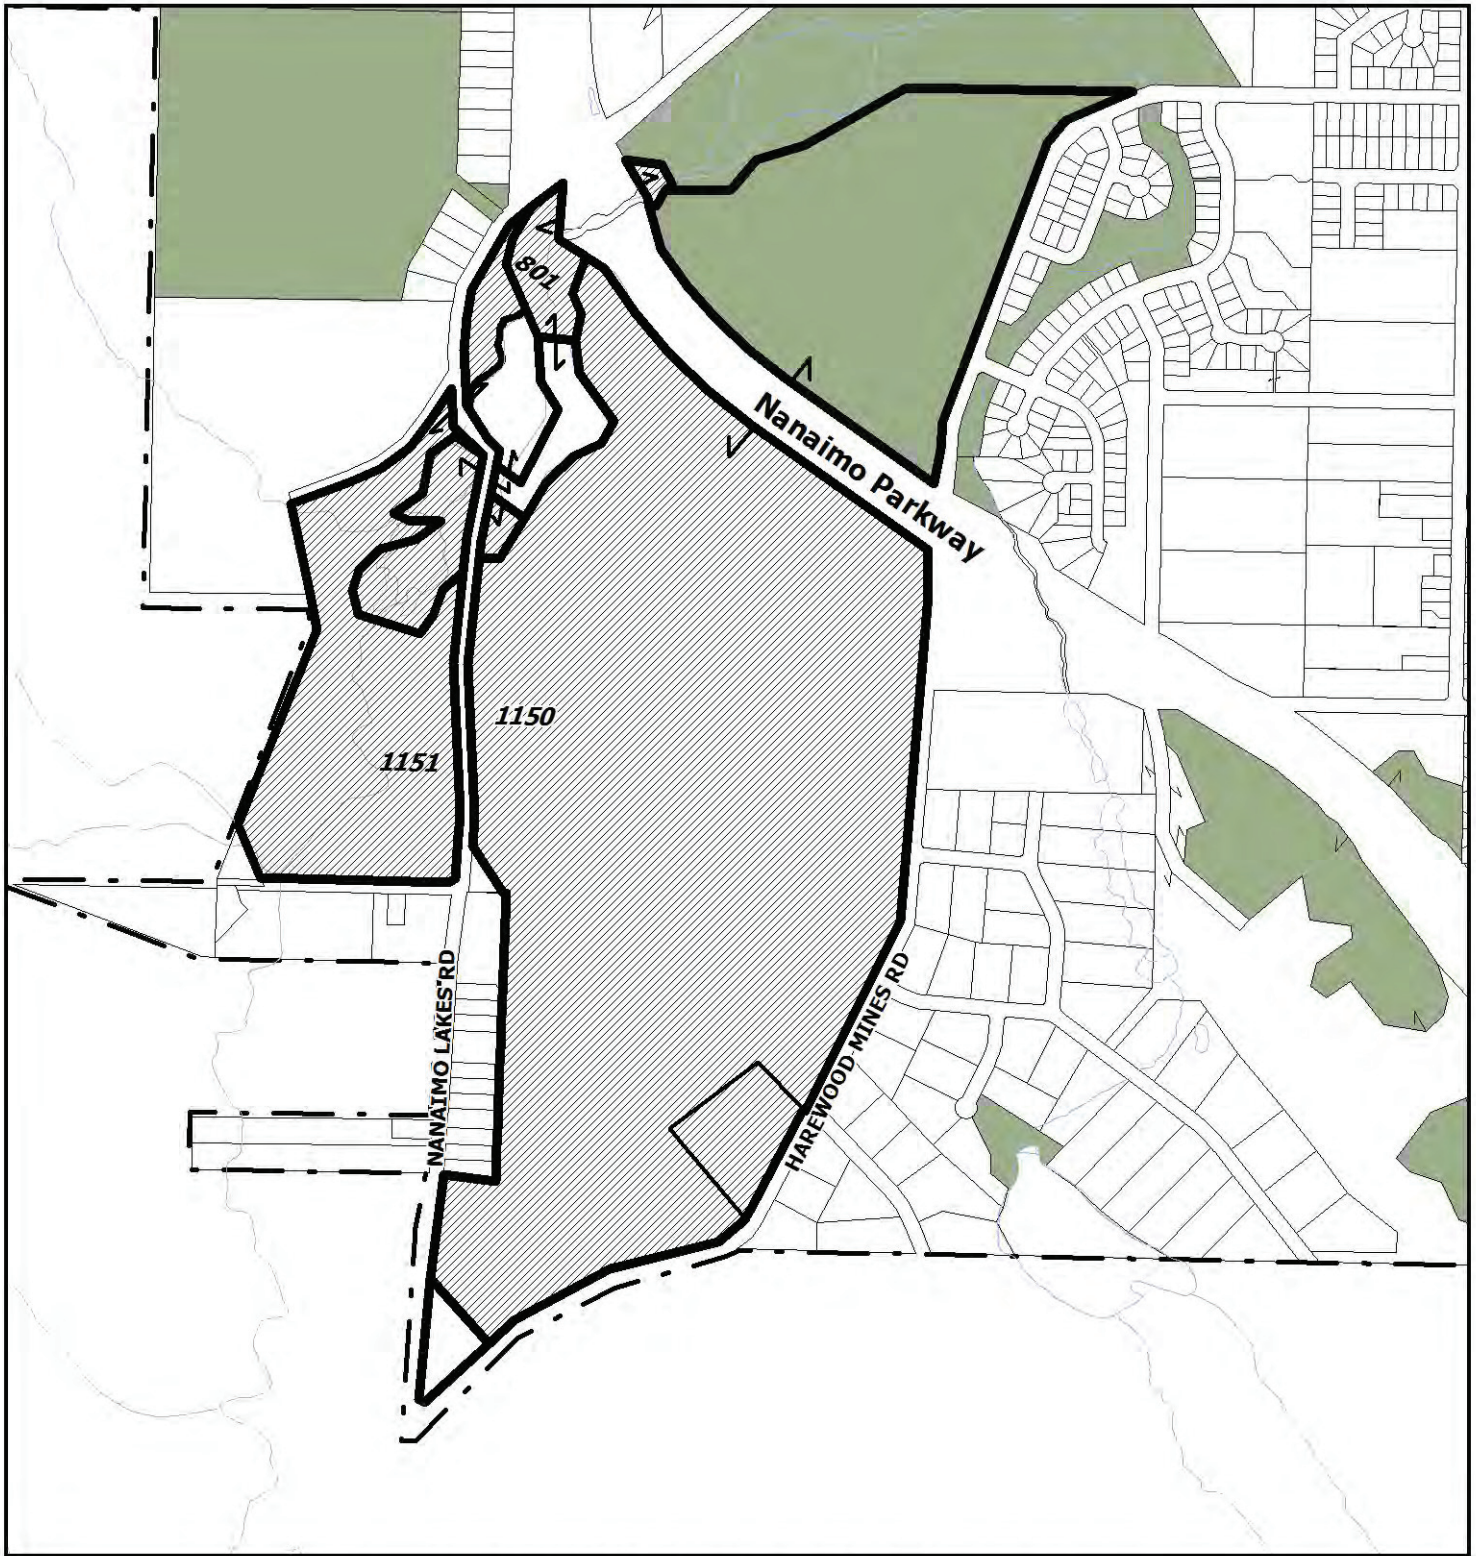 801
Nanaimo Parkway
1150
1151
NANAIMO LAKES RD
HAREWOOD MINES RD